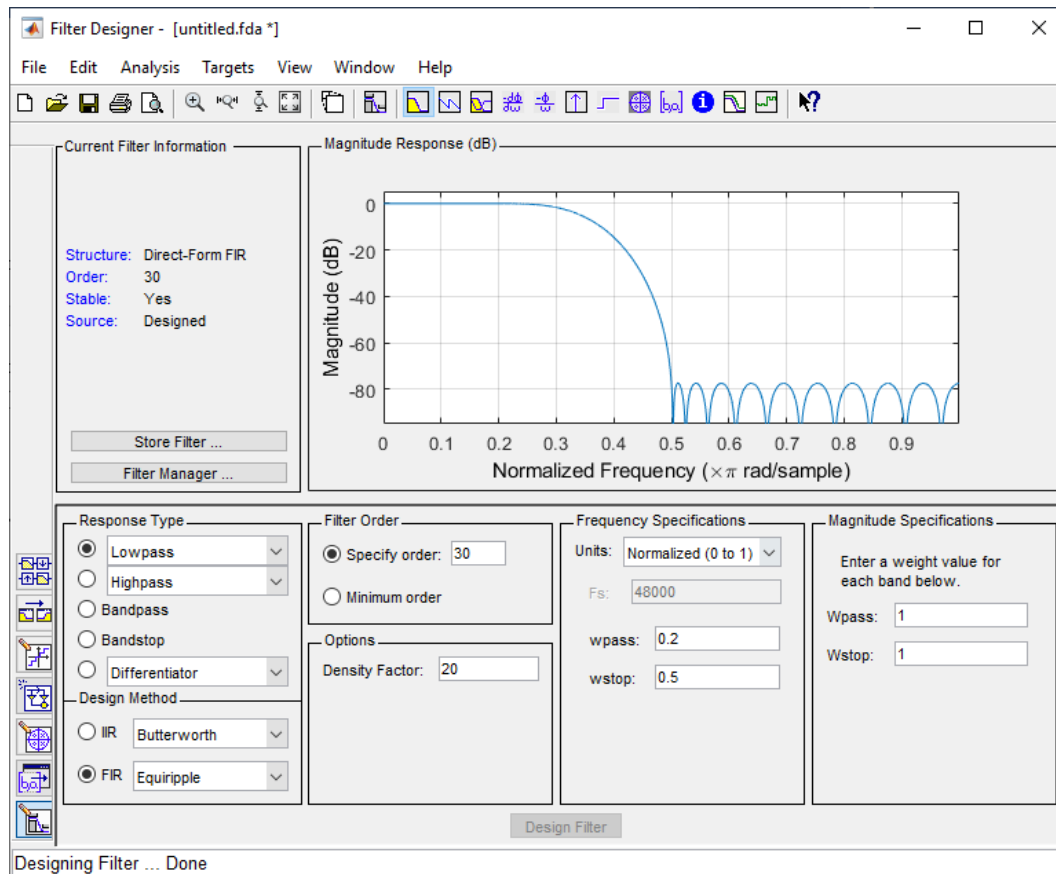 Filter Designer - [untitled.fda *]
File Edit Analysis Targets View Window Help
Current Filter Information
Structure: Direct-Form FIR
Order: 30
Stable: Yes
Source: Designed
Store Filter ...
Filter Manager ...
Magnitude Response (dB)
Magnitude (dB)
0
-20
-40
-60
-80
0 0.1 0.2 0.3 0.4 0.5 0.6 0.7 0.8 0.9
Normalized Frequency (×π rad/sample)
Response Type
Lowpass
Highpass
Bandpass
Bandstop
Differentiator
Design Method
IIR Butterworth
FIR Equiripple
Filter Order
Specify order: 30
Minimum order
Options
Density Factor: 20
Frequency Specifications
Units: Normalized (0 to 1)
Fs: 48000
wpass: 0.2
wstop: 0.5
Magnitude Specifications
Enter a weight value for
each band below.
Wpass: 1
Wstop: 1
Design Filter
Designing Filter ... Done